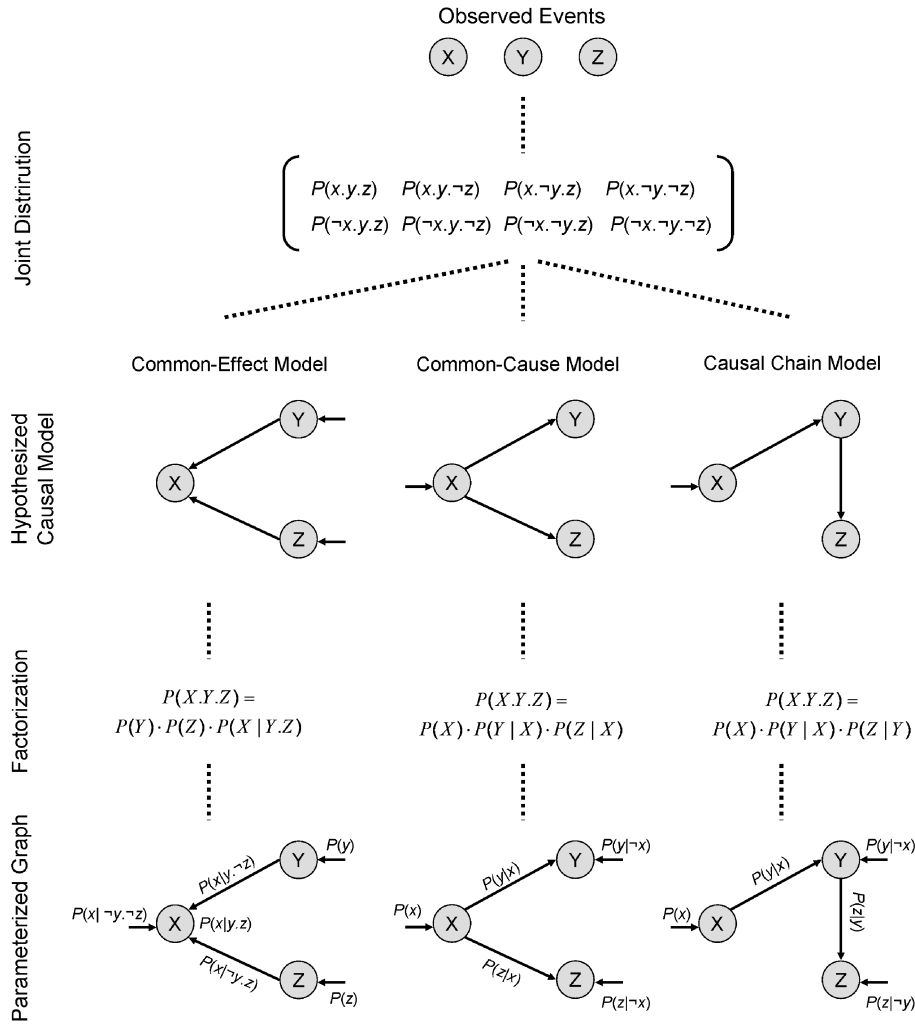 Observed Events
X Y Z
Joint Distrirution
P(x.y.z) P(x.y.¬z) P(x.¬y.z) P(x.¬y.¬z)
P(¬x.y.z) P(¬x.y.¬z) P(¬x.¬y.z) P(¬x.¬y.¬z)
Common-Effect Model Common-Cause Model Causal Chain Model
Hypothesized
Causal Model
Y Y Y
X X X
Z Z Z
Factorization
P(X.Y.Z) = P(X.Y.Z) = P(X.Y.Z) =
P(Y)·P(Z)·P(X | Y.Z) P(X)·P(Y | X)·P(Z | X) P(X)·P(Y | X)·P(Z | Y)
Parameterized Graph
P(x|y.¬z) Y P(y) P(y|x) Y P(y|¬x) P(y|x) Y P(y|¬x)
P(x| ¬y.¬z) X P(x|y.z) P(x) X P(x) X P(z|y)
P(x|¬y.z) Z P(z) P(z|x) Z P(z|¬x) Z P(z|¬y)